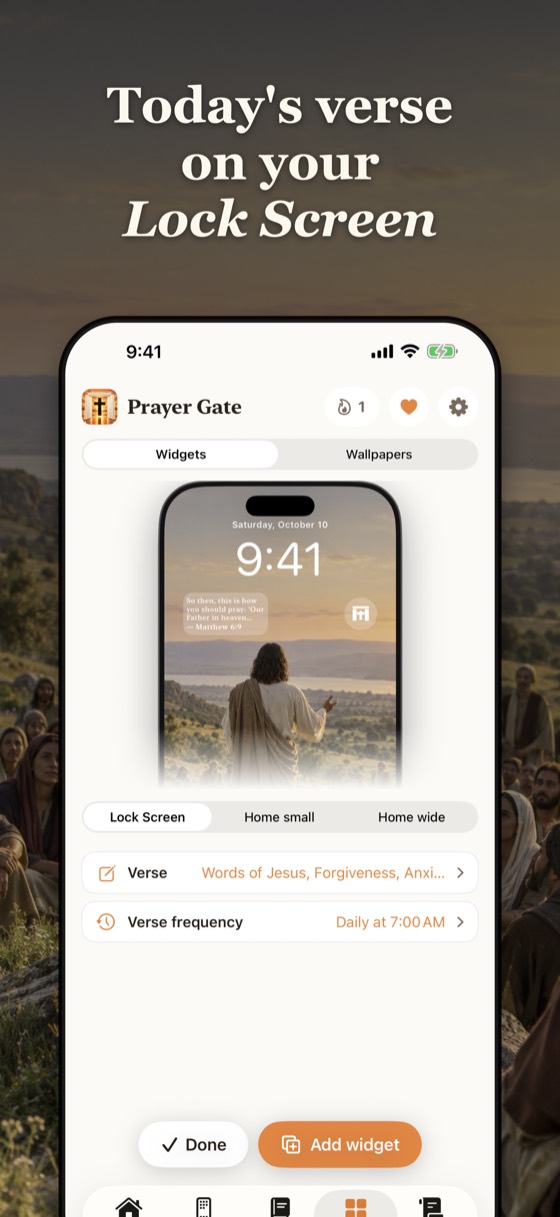 Today's verse
on your
Lock Screen
9:41
Prayer Gate
1
Widgets
Wallpapers
Saturday, October 10
9:41
So then, this is how
you should pray: 'Our
Father in heaven...
— Matthew 6:9
Lock Screen
Home small
Home wide
Verse
Words of Jesus, Forgiveness, Anxi...
Verse frequency
Daily at 7:00 AM
Done
Add widget